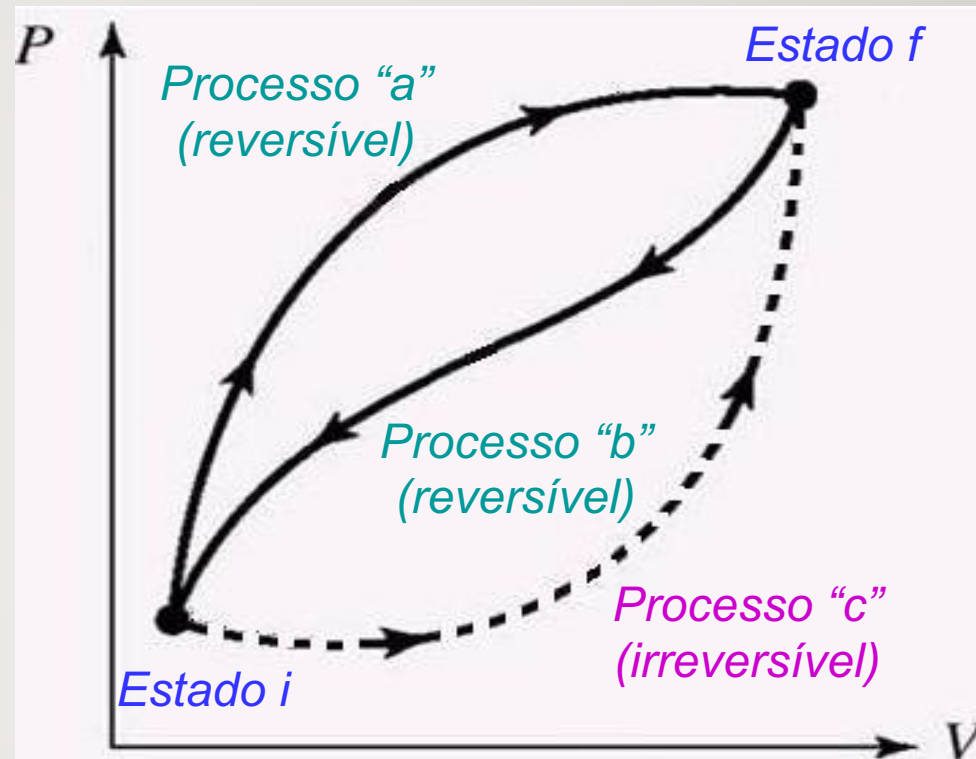 P
Estado f
Processo “a”
(reversível)
Processo “b”
(reversível)
Processo “c”
(irreversível)
Estado i
V